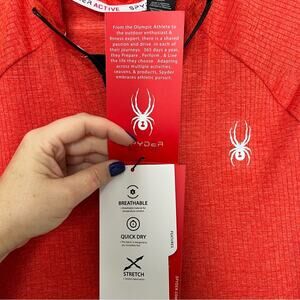 ACTIVE SPY
From the Olympic Athlete to
the outdoor enthusiast &
fitness expert, there is a shared
passion and drive. In each of
their journeys. 365 days a year,
they Prepare , Perform , & Live
the life they choose . Adapting
across multiple activities,
seasons, & products, Spyder
embraces athletic pursuit.
SPYDER
BREATHABLE
QUICK DRY
STRETCH
FEATURES